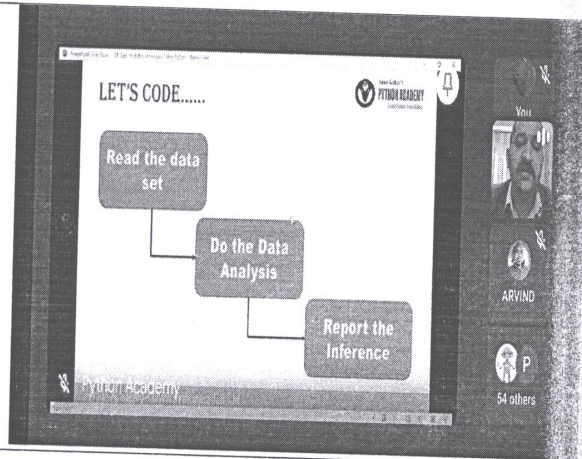 LET'S CODE......
PYTHON ACADEMY
Read the data
set
Do the Data
Analysis
Report the
Inference
Python Academy
You
ARVIND
P
54 others